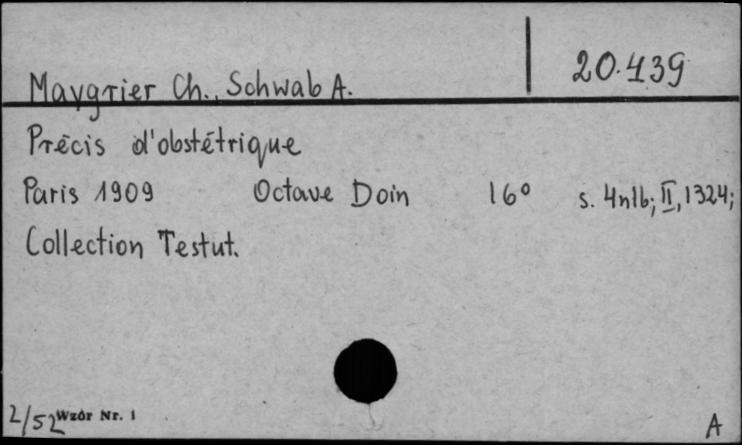 20.439
Maygrier Ch., Schwab A.
Précis d'obstétrique
Paris 1909 Octave Doin 16° s. 4nlb; II, 1324;
Collection Testut.
2/52 Wzór Nr. 1
A